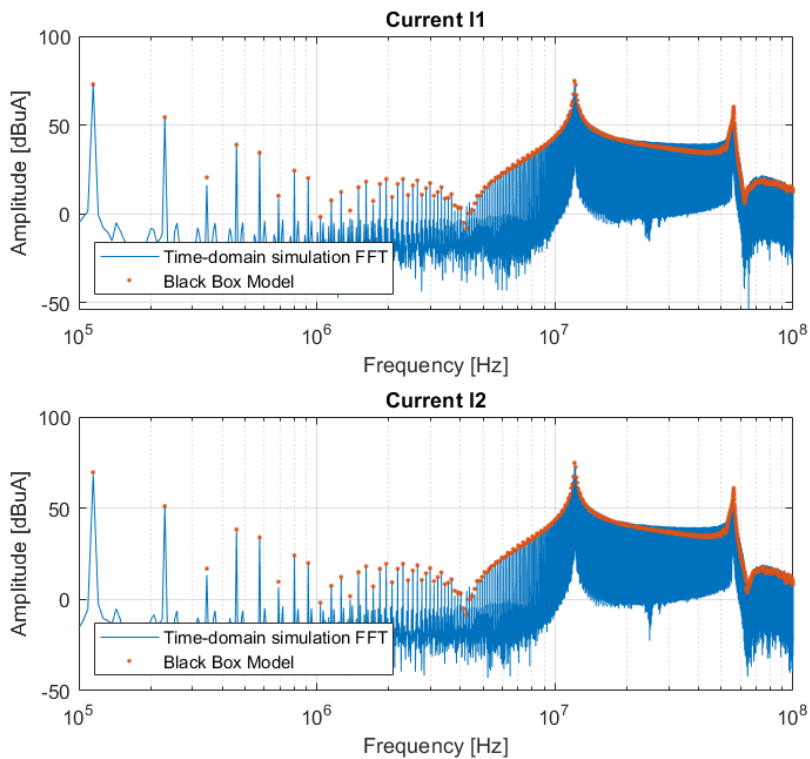 Current I1
100
50
0
-50
Amplitude [dBuA]
Time-domain simulation FFT
Black Box Model
10^5
10^6
10^7
10^8
Frequency [Hz]
Current I2
100
50
0
-50
Amplitude [dBuA]
Time-domain simulation FFT
Black Box Model
10^5
10^6
10^7
10^8
Frequency [Hz]